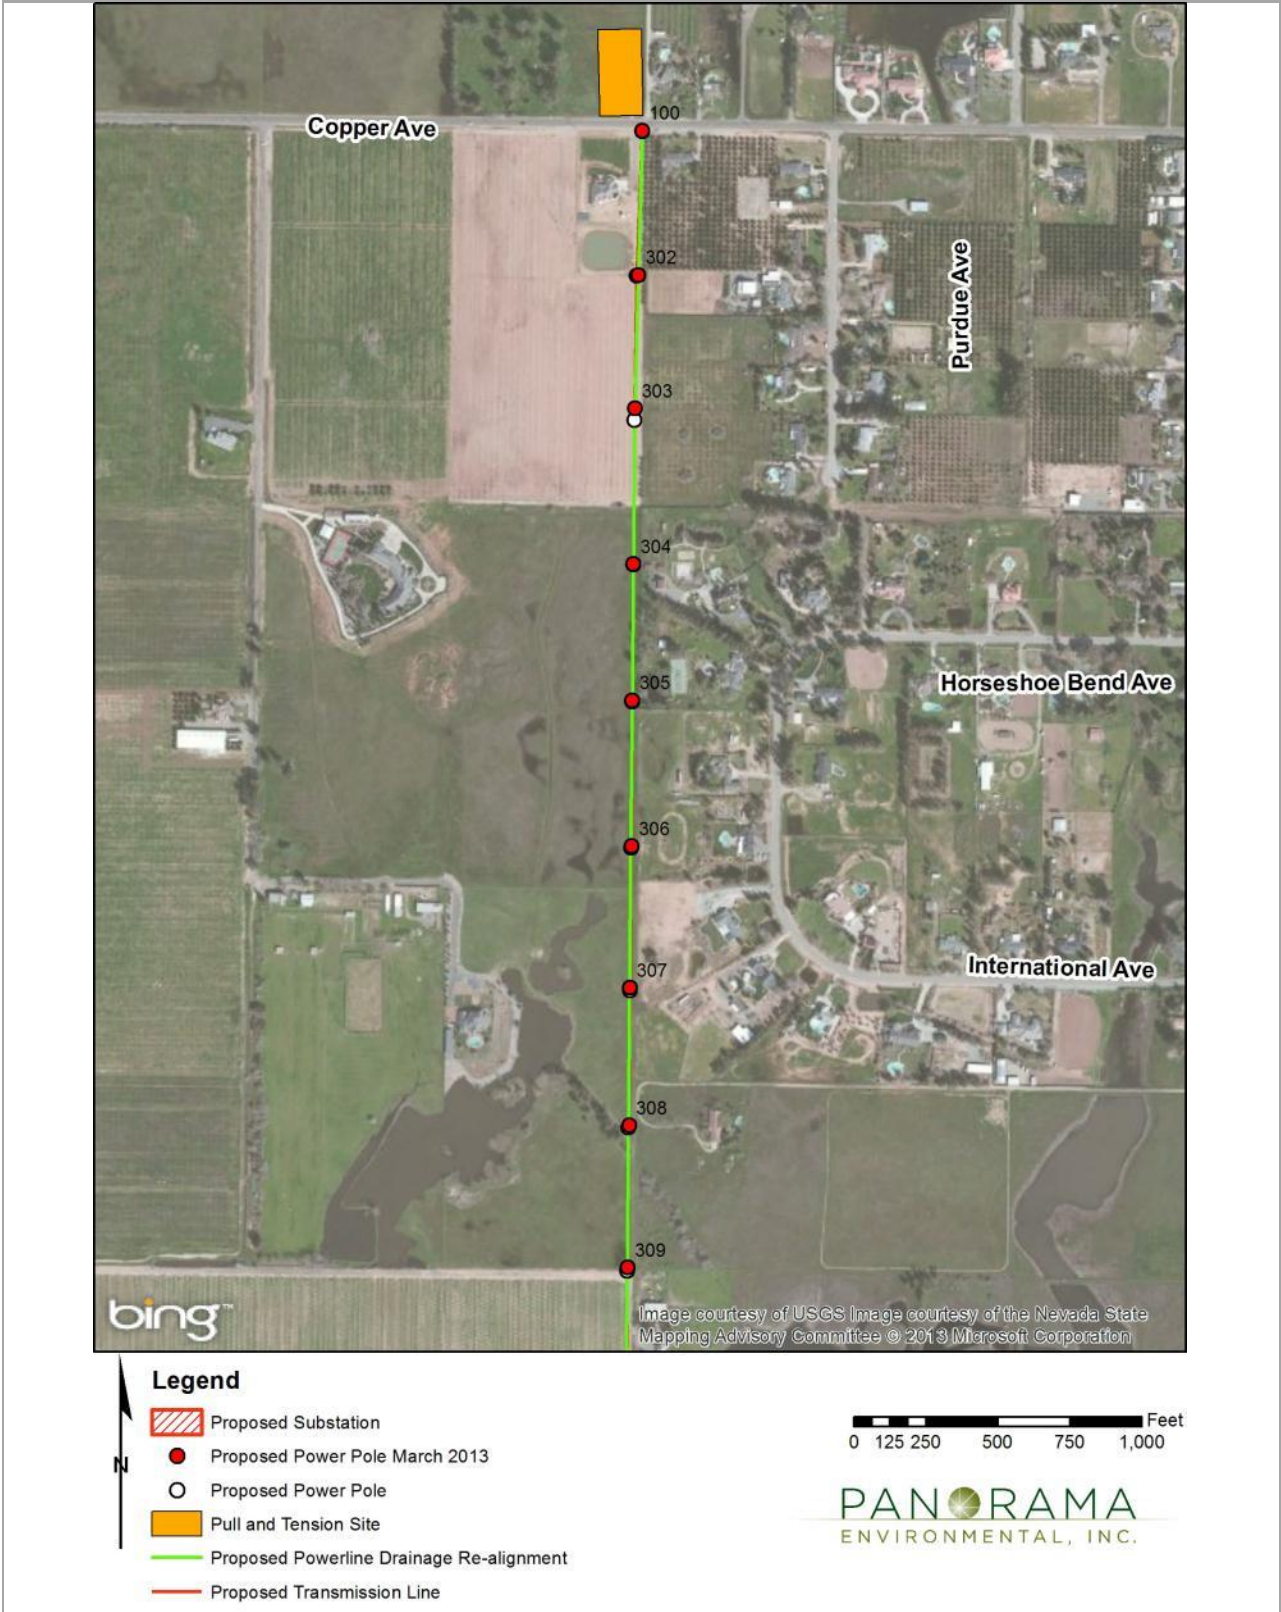 100
Copper Ave
302
Purdue Ave
303
304
305
Horseshoe Bend Ave
306
307
International Ave
308
309
bing™
Image courtesy of USGS Image courtesy of the Nevada State
Mapping Advisory Committee © 2013 Microsoft Corporation
Legend
Proposed Substation
Proposed Power Pole March 2013
Proposed Power Pole
Pull and Tension Site
Proposed Powerline Drainage Re-alignment
Proposed Transmission Line
N
Feet
0 125 250 500 750 1,000
PANORAMA
ENVIRONMENTAL, INC.